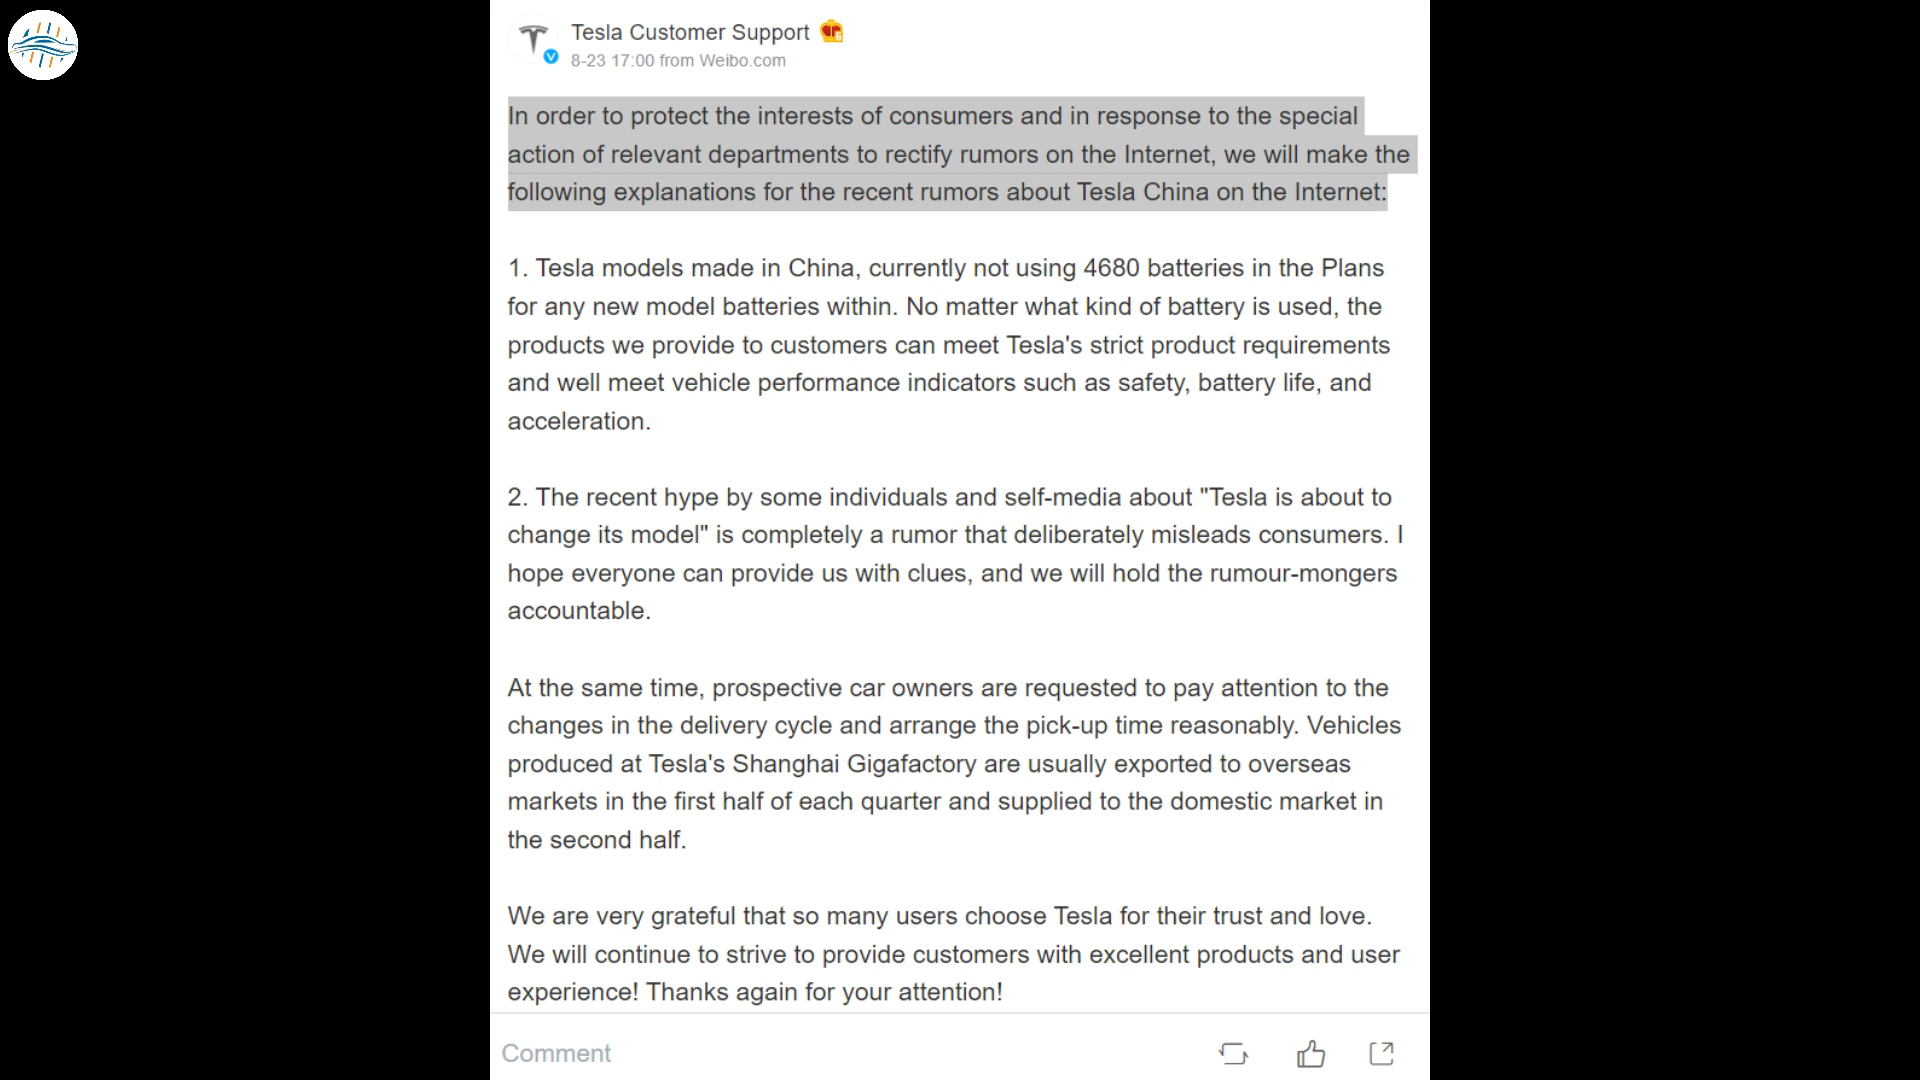 Tesla Customer Support
8-23 17:00 from Weibo.com
In order to protect the interests of consumers and in response to the special
action of relevant departments to rectify rumors on the Internet, we will make the
following explanations for the recent rumors about Tesla China on the Internet:
1. Tesla models made in China, currently not using 4680 batteries in the Plans
for any new model batteries within. No matter what kind of battery is used, the
products we provide to customers can meet Tesla's strict product requirements
and well meet vehicle performance indicators such as safety, battery life, and
acceleration.
2. The recent hype by some individuals and self-media about "Tesla is about to
change its model" is completely a rumor that deliberately misleads consumers. I
hope everyone can provide us with clues, and we will hold the rumour-mongers
accountable.
At the same time, prospective car owners are requested to pay attention to the
changes in the delivery cycle and arrange the pick-up time reasonably. Vehicles
produced at Tesla's Shanghai Gigafactory are usually exported to overseas
markets in the first half of each quarter and supplied to the domestic market in
the second half.
We are very grateful that so many users choose Tesla for their trust and love.
We will continue to strive to provide customers with excellent products and user
experience! Thanks again for your attention!
Comment